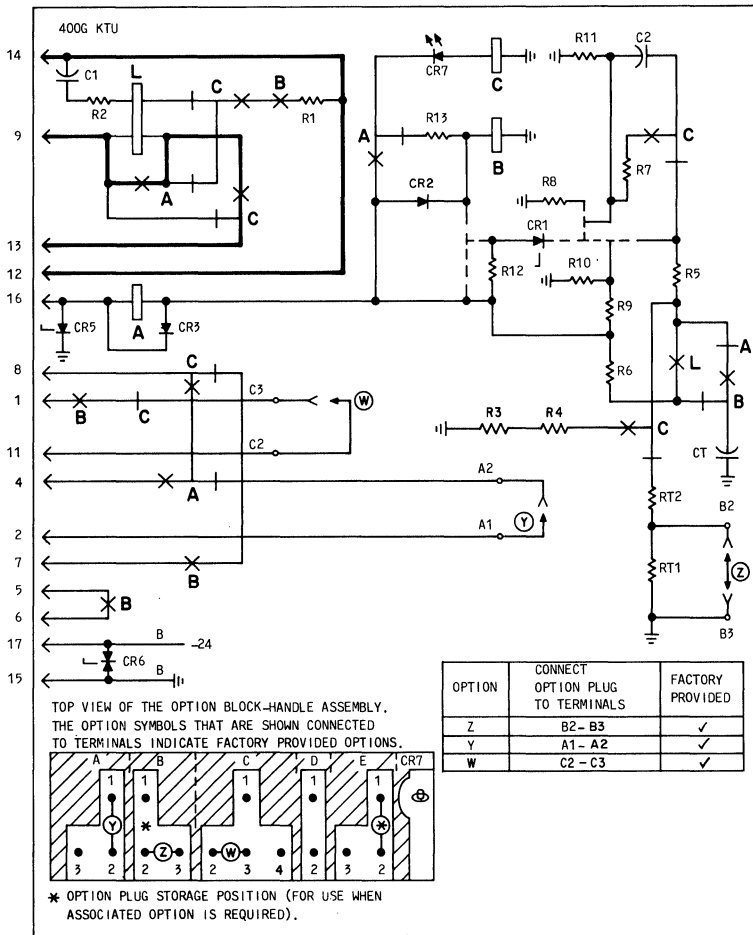 400G KTU
14
C1
R2
L
C
B
R1
9
A
C
13
12
16
CR5
A
CR3
8
C
1
B
C
C3
W
11
C2
4
A
A2
2
A1
Y
7
B
5
B
6
17
B
-24
CR6
15
B
CR7
C
R11
C2
A
R13
B
C
R7
CR2
R8
CR1
R12
R10
R5
R9
R6
L
A
B
R3
R4
C
CT
RT2
B2
RT1
Z
B3
OPTION CONNECT OPTION PLUG TO TERMINALS FACTORY PROVIDED
Z B2-B3 ✓
Y A1-A2 ✓
W C2-C3 ✓
TOP VIEW OF THE OPTION BLOCK-HANDLE ASSEMBLY.
THE OPTION SYMBOLS THAT ARE SHOWN CONNECTED
TO TERMINALS INDICATE FACTORY PROVIDED OPTIONS.
A B C D E CR7
1 1 1 1 1
Y * *
3 2 2 Z 3 2 W 3 4 2 3 2
* OPTION PLUG STORAGE POSITION (FOR USE WHEN
ASSOCIATED OPTION IS REQUIRED).